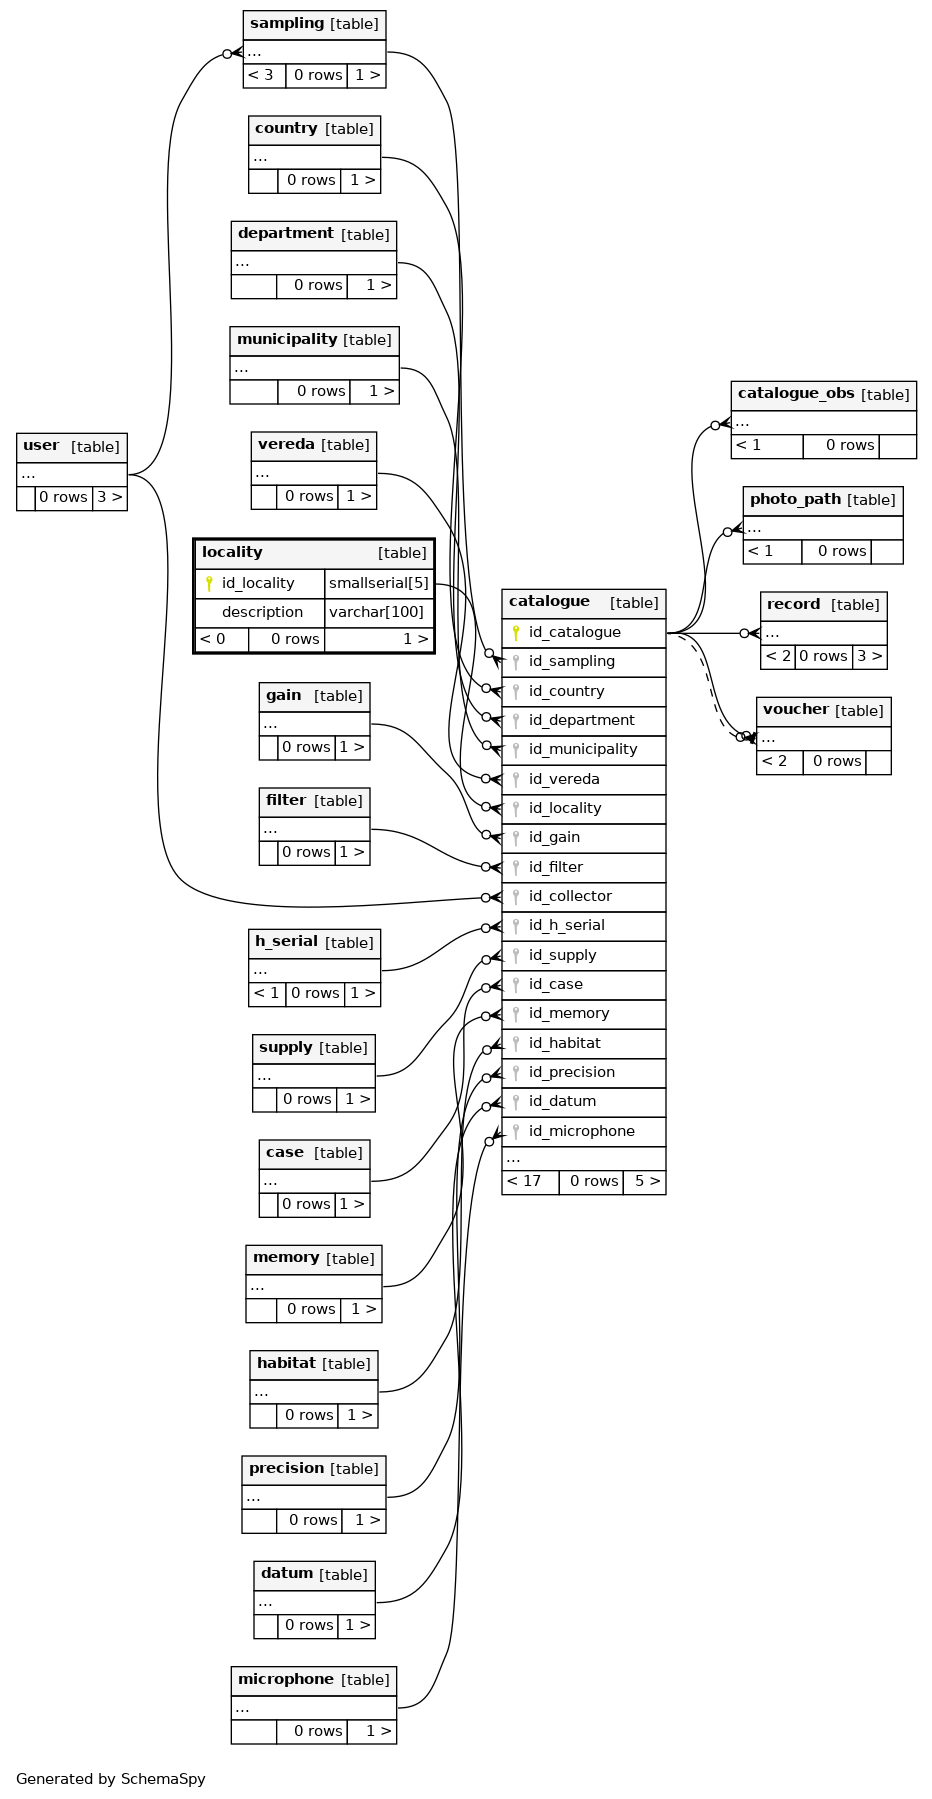 sampling [table]
...
< 3 0 rows 1 >
country [table]
...
0 rows 1 >
department [table]
...
0 rows 1 >
municipality [table]
...
0 rows 1 >
vereda [table]
...
0 rows 1 >
user [table]
...
0 rows 3 >
locality [table]
id_locality smallserial[5]
description varchar[100]
< 0 0 rows 1 >
gain [table]
...
0 rows 1 >
filter [table]
...
0 rows 1 >
h_serial [table]
...
< 1 0 rows 1 >
supply [table]
...
0 rows 1 >
case [table]
...
0 rows 1 >
memory [table]
...
0 rows 1 >
habitat [table]
...
0 rows 1 >
precision [table]
...
0 rows 1 >
datum [table]
...
0 rows 1 >
microphone [table]
...
0 rows 1 >
catalogue [table]
id_catalogue
id_sampling
id_country
id_department
id_municipality
id_vereda
id_locality
id_gain
id_filter
id_collector
id_h_serial
id_supply
id_case
id_memory
id_habitat
id_precision
id_datum
id_microphone
...
< 17 0 rows 5 >
catalogue_obs [table]
...
< 1 0 rows
photo_path [table]
...
< 1 0 rows
record [table]
...
< 2 0 rows 3 >
voucher [table]
...
< 2 0 rows
Generated by SchemaSpy